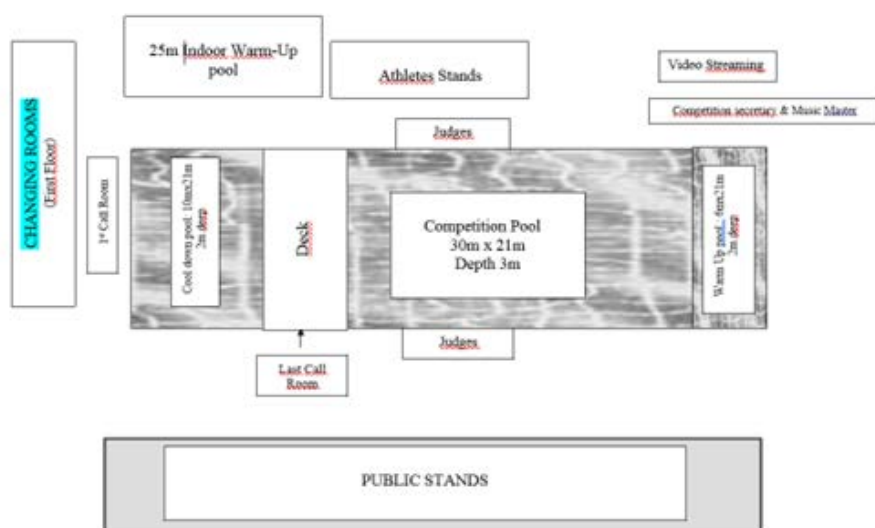 25m Indoor Warm-Up
pool
Athletes Stands
Video Streaming
Competition secretary & Music Master
CHANGING ROOMS
(First Floor)
1st Call Room
Judges
Cool down pool. 10mx21m
2m deep
Deck
Competition Pool
30m x 21m
Depth 3m
Warm Up pool. 6mx21m
2m deep
Judges
Last Call
Room
PUBLIC STANDS